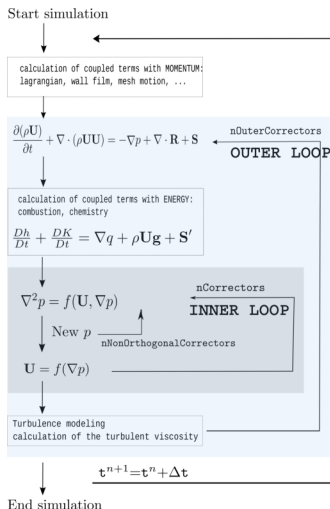 Start simulation
calculation of coupled terms with MOMENTUM:
lagrangian, wall film, mesh motion, ...
∂(ρU)/∂t + ∇ · (ρUU) = −∇p + ∇ · R + S
nOuterCorrectors
OUTER LOOP
calculation of coupled terms with ENERGY:
combustion, chemistry
Dh/Dt + DK/Dt = ∇q + ρUg + S′
∇²p = f(U, ∇p)
nCorrectors
INNER LOOP
New p
nNonOrthogonalCorrectors
U = f(∇p)
Turbulence modeling
calculation of the turbulent viscosity
tⁿ⁺¹=tⁿ+Δt
End simulation